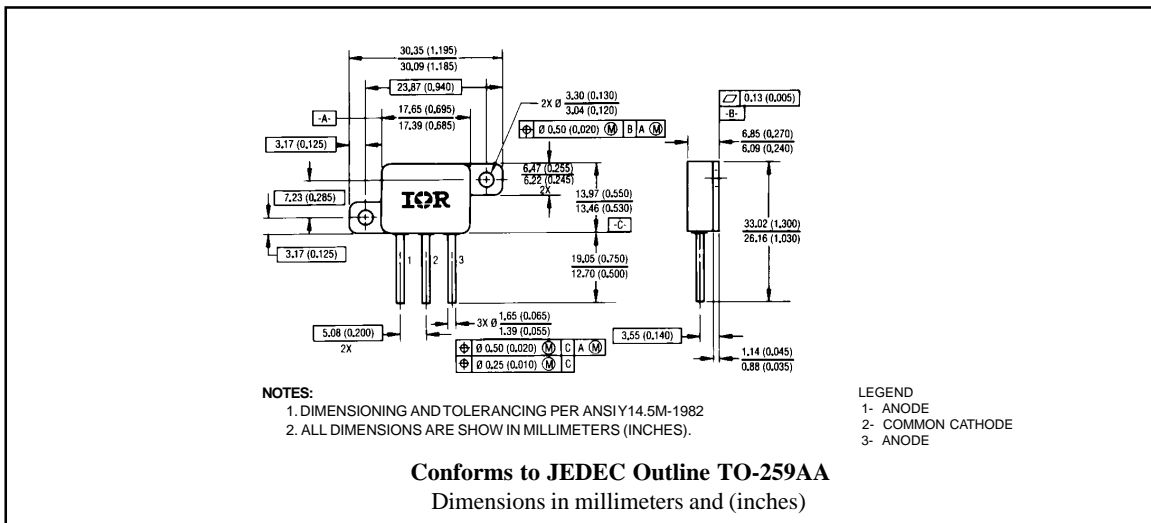 30.35 (1.195)
30.09 (1.185)
23.87 (0.940)
2X Ø 3.30 (0.130)
3.04 (0.120)
⌖ Ø 0.50 (0.020) Ⓜ B A Ⓜ
-A-
17.65 (0.695)
17.39 (0.685)
3.17 (0.125)
6.47 (0.255)
6.22 (0.245)
2X
7.23 (0.285)
IOR
13.97 (0.550)
13.46 (0.530)
-C-
3.17 (0.125)
1 2 3
19.05 (0.750)
12.70 (0.500)
5.08 (0.200)
2X
3X Ø 1.65 (0.065)
1.39 (0.055)
⌖ Ø 0.50 (0.020) Ⓜ C A Ⓜ
⌖ Ø 0.25 (0.010) Ⓜ C
⏥ 0.13 (0.005)
-B-
6.85 (0.270)
6.09 (0.240)
33.02 (1.300)
26.16 (1.030)
3.55 (0.140)
1.14 (0.045)
0.88 (0.035)
NOTES:
1. DIMENSIONING AND TOLERANCING PER ANSI Y14.5M-1982
2. ALL DIMENSIONS ARE SHOW IN MILLIMETERS (INCHES).
LEGEND
1- ANODE
2- COMMON CATHODE
3- ANODE
Conforms to JEDEC Outline TO-259AA
Dimensions in millimeters and (inches)